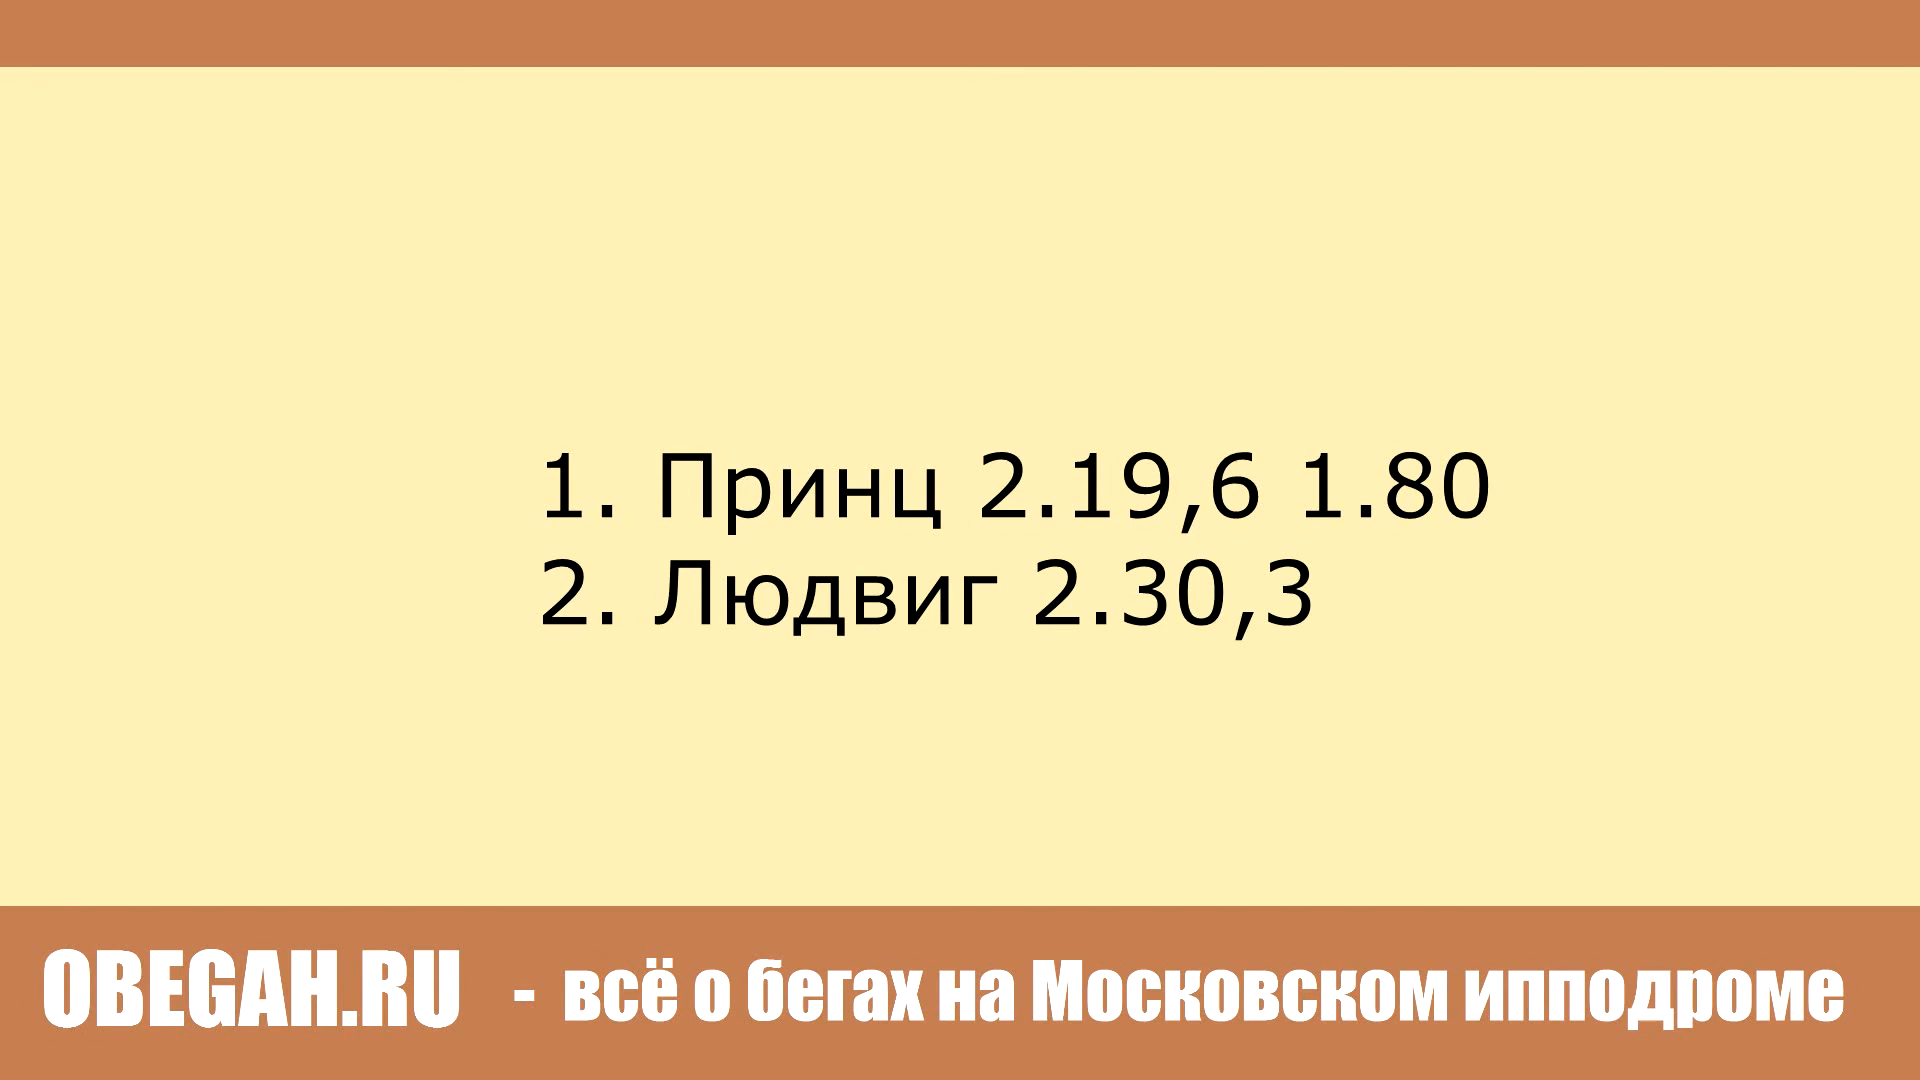 1. Принц 2.19,6 1.80
2. Людвиг 2.30,3
OBEGAH.RU - всё о бегах на Московском ипподроме